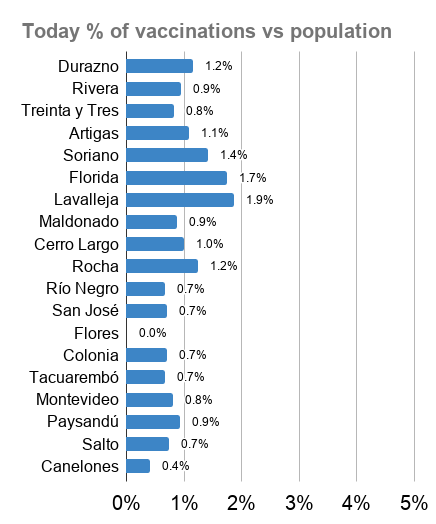 Today % of vaccinations vs population
Durazno 1.2%
Rivera 0.9%
Treinta y Tres 0.8%
Artigas 1.1%
Soriano 1.4%
Florida 1.7%
Lavalleja 1.9%
Maldonado 0.9%
Cerro Largo 1.0%
Rocha 1.2%
Río Negro 0.7%
San José 0.7%
Flores 0.0%
Colonia 0.7%
Tacuarembó 0.7%
Montevideo 0.8%
Paysandú 0.9%
Salto 0.7%
Canelones 0.4%
0% 1% 2% 3% 4% 5%